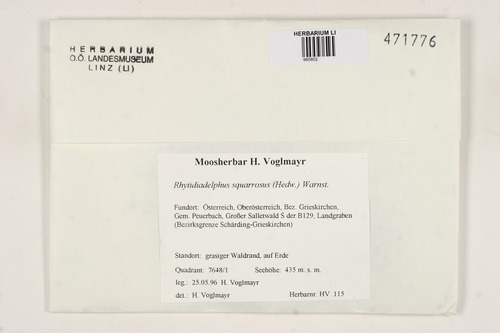 HERBARIUM
O.Ö. LANDESMUSEUM
LINZ (LI)
HERBARIUM LI
985802
471776
Moosherbar H. Voglmayr
Rhytidiadelphus squarrosus (Hedw.) Warnst.
Fundort: Österreich, Oberösterreich, Bez. Grieskirchen,
Gem. Peuerbach, Großer Salletwald S der B129, Landgraben
(Bezirksgrenze Schärding-Grieskirchen)
Standort: grasiger Waldrand, auf Erde
Quadrant: 7648/1 Seehöhe: 435 m. s. m.
leg.: 25.05.96 H. Voglmayr
det.: H. Voglmayr Herbarnr. HV 115